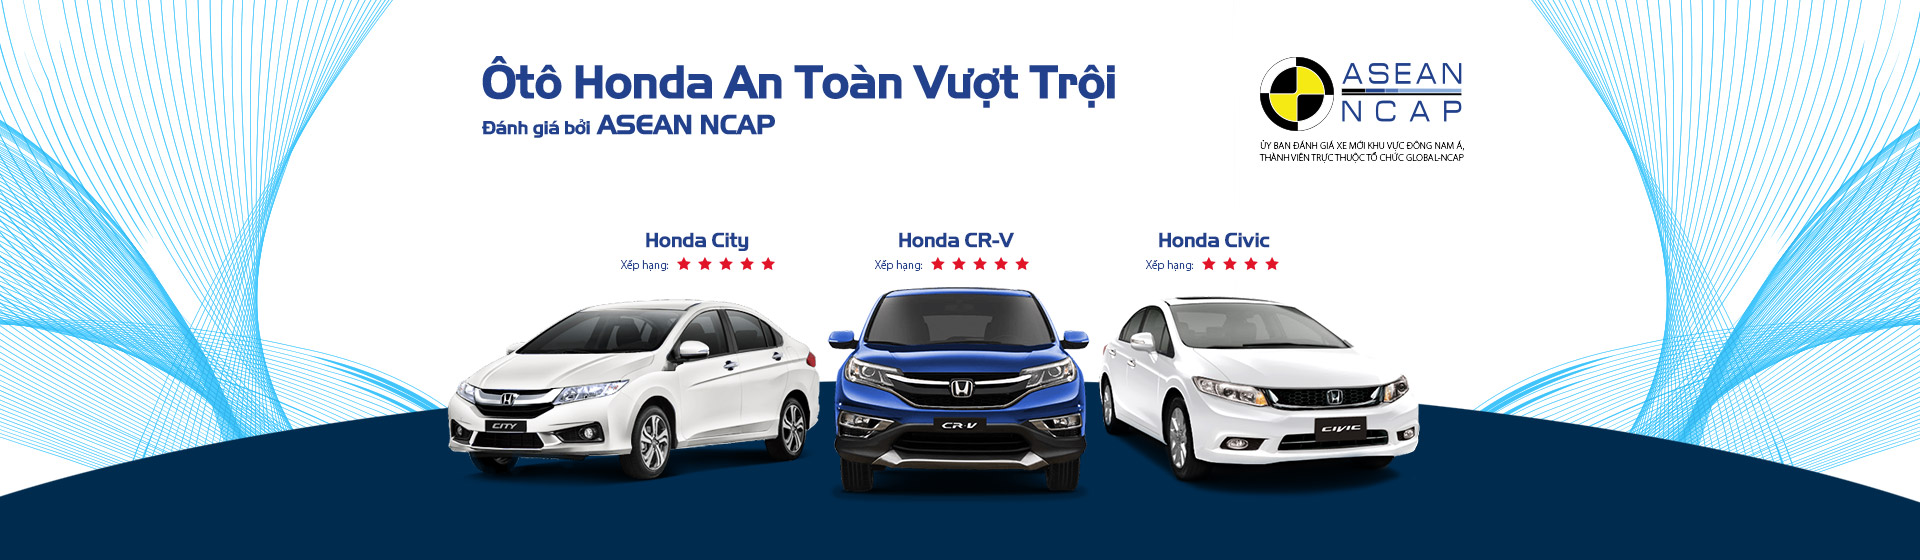 Ôtô Honda An Toàn Vượt Trội
Đánh giá bởi ASEAN NCAP
ASEAN
NCAP
ỦY BAN ĐÁNH GIÁ XE MỚI KHU VỰC ĐÔNG NAM Á,
THÀNH VIÊN TRỰC THUỘC TỔ CHỨC GLOBAL-NCAP
Honda City
Xếp hạng: ★ ★ ★ ★ ★
Honda CR-V
Xếp hạng: ★ ★ ★ ★ ★
Honda Civic
Xếp hạng: ★ ★ ★ ★
CITY
CR-V
CIVIC